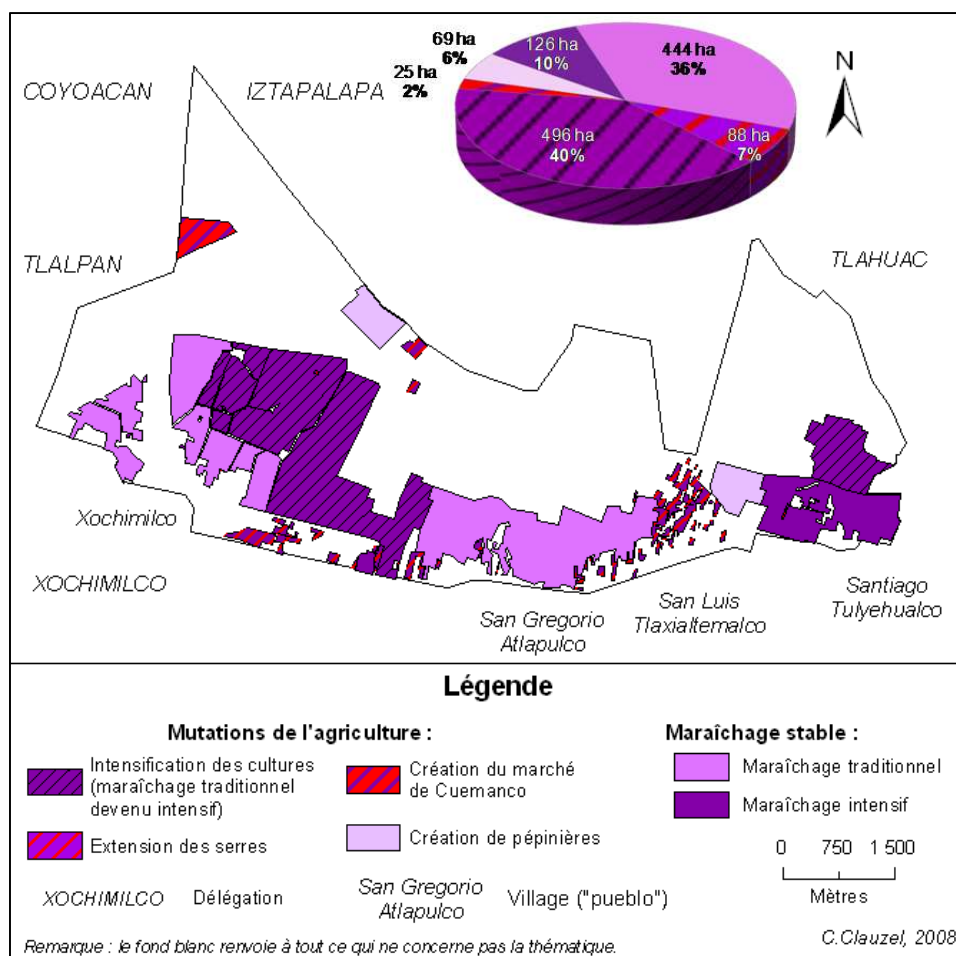 69 ha
6%
126 ha
10%
444 ha
36%
25 ha
2%
496 ha
40%
88 ha
7%
N
COYOACAN
IZTAPALAPA
TLALPAN
TLAHUAC
Xochimilco
XOCHIMILCO
San Gregorio
Atlapulco
San Luis
Tlaxialtemalco
Santiago
Tulyehualco
Légende
Mutations de l'agriculture :
Intensification des cultures
(maraîchage traditionnel
devenu intensif)
Extension des serres
Création du marché
de Cuemanco
Création de pépinières
Maraîchage stable :
Maraîchage traditionnel
Maraîchage intensif
0 750 1 500
Mètres
XOCHIMILCO Délégation
San Gregorio
Atlapulco
Village ("pueblo")
Remarque : le fond blanc renvoie à tout ce qui ne concerne pas la thématique.
C.Clauzel, 2008